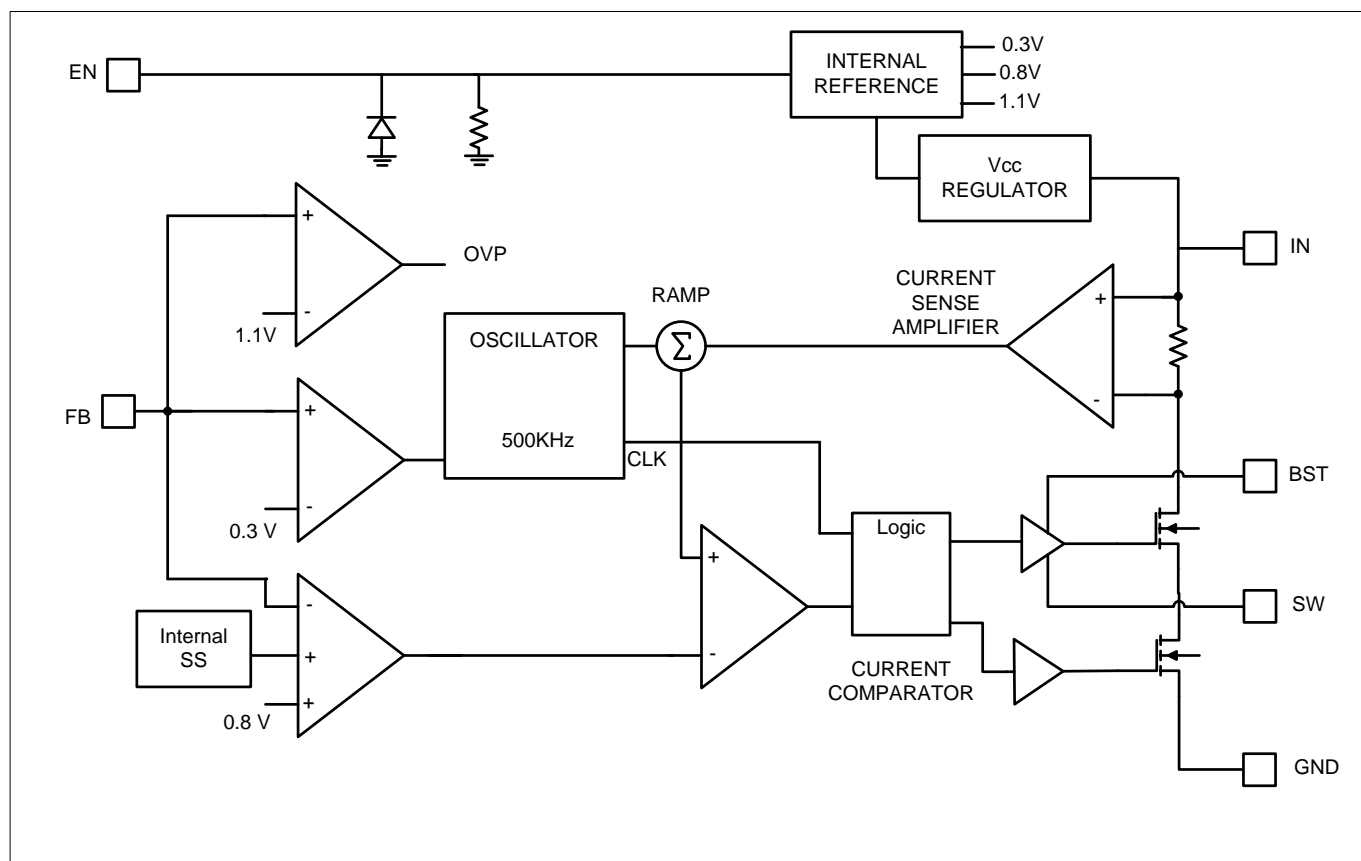 EN
INTERNAL
REFERENCE
0.3V
0.8V
1.1V
Vcc
REGULATOR
+
-
1.1V
OVP
IN
CURRENT
SENSE
AMPLIFIER
+
-
RAMP
Σ
OSCILLATOR
500KHz
CLK
FB
+
-
0.3 V
BST
Logic
+
-
SW
-
+
+
Internal
SS
0.8 V
CURRENT
COMPARATOR
GND